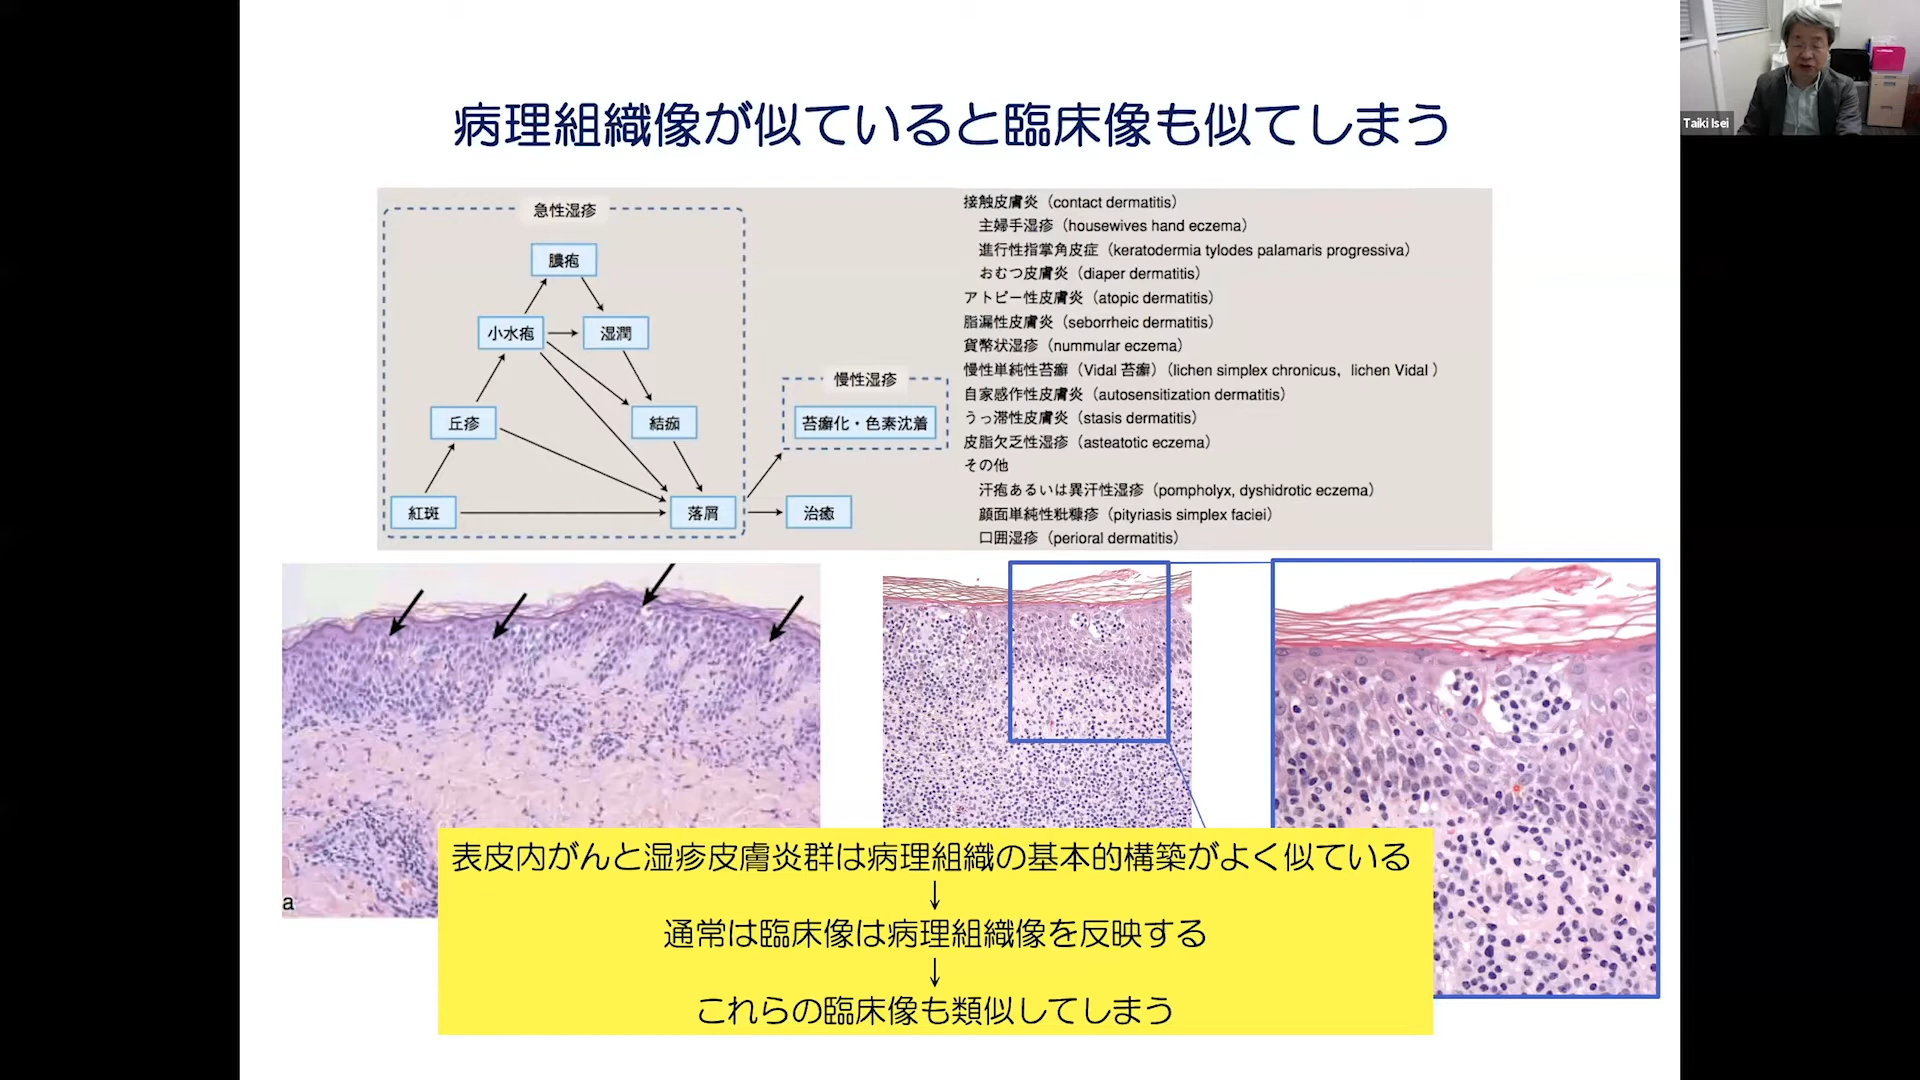 病理組織像が似ていると臨床像も似てしまう
Taiki Isei
急性湿疹
膿疱
小水疱
湿潤
丘疹
結痂
紅斑
落屑
慢性湿疹
苔癬化・色素沈着
治癒
接触皮膚炎（contact dermatitis）
主婦手湿疹（housewives hand eczema）
進行性指掌角皮症（keratodermia tylodes palamaris progressiva）
おむつ皮膚炎（diaper dermatitis）
アトピー性皮膚炎（atopic dermatitis）
脂漏性皮膚炎（seborrheic dermatitis）
貨幣状湿疹（nummular eczema）
慢性単純性苔癬（Vidal 苔癬）（lichen simplex chronicus，lichen Vidal ）
自家感作性皮膚炎（autosensitization dermatitis）
うっ滞性皮膚炎（stasis dermatitis）
皮脂欠乏性湿疹（asteatotic eczema）
その他
汗疱あるいは異汗性湿疹（pompholyx, dyshidrotic eczema）
顔面単純性粃糠疹（pityriasis simplex faciei）
口囲湿疹（perioral dermatitis）
a
表皮内がんと湿疹皮膚炎群は病理組織の基本的構築がよく似ている
↓
通常は臨床像は病理組織像を反映する
↓
これらの臨床像も類似してしまう